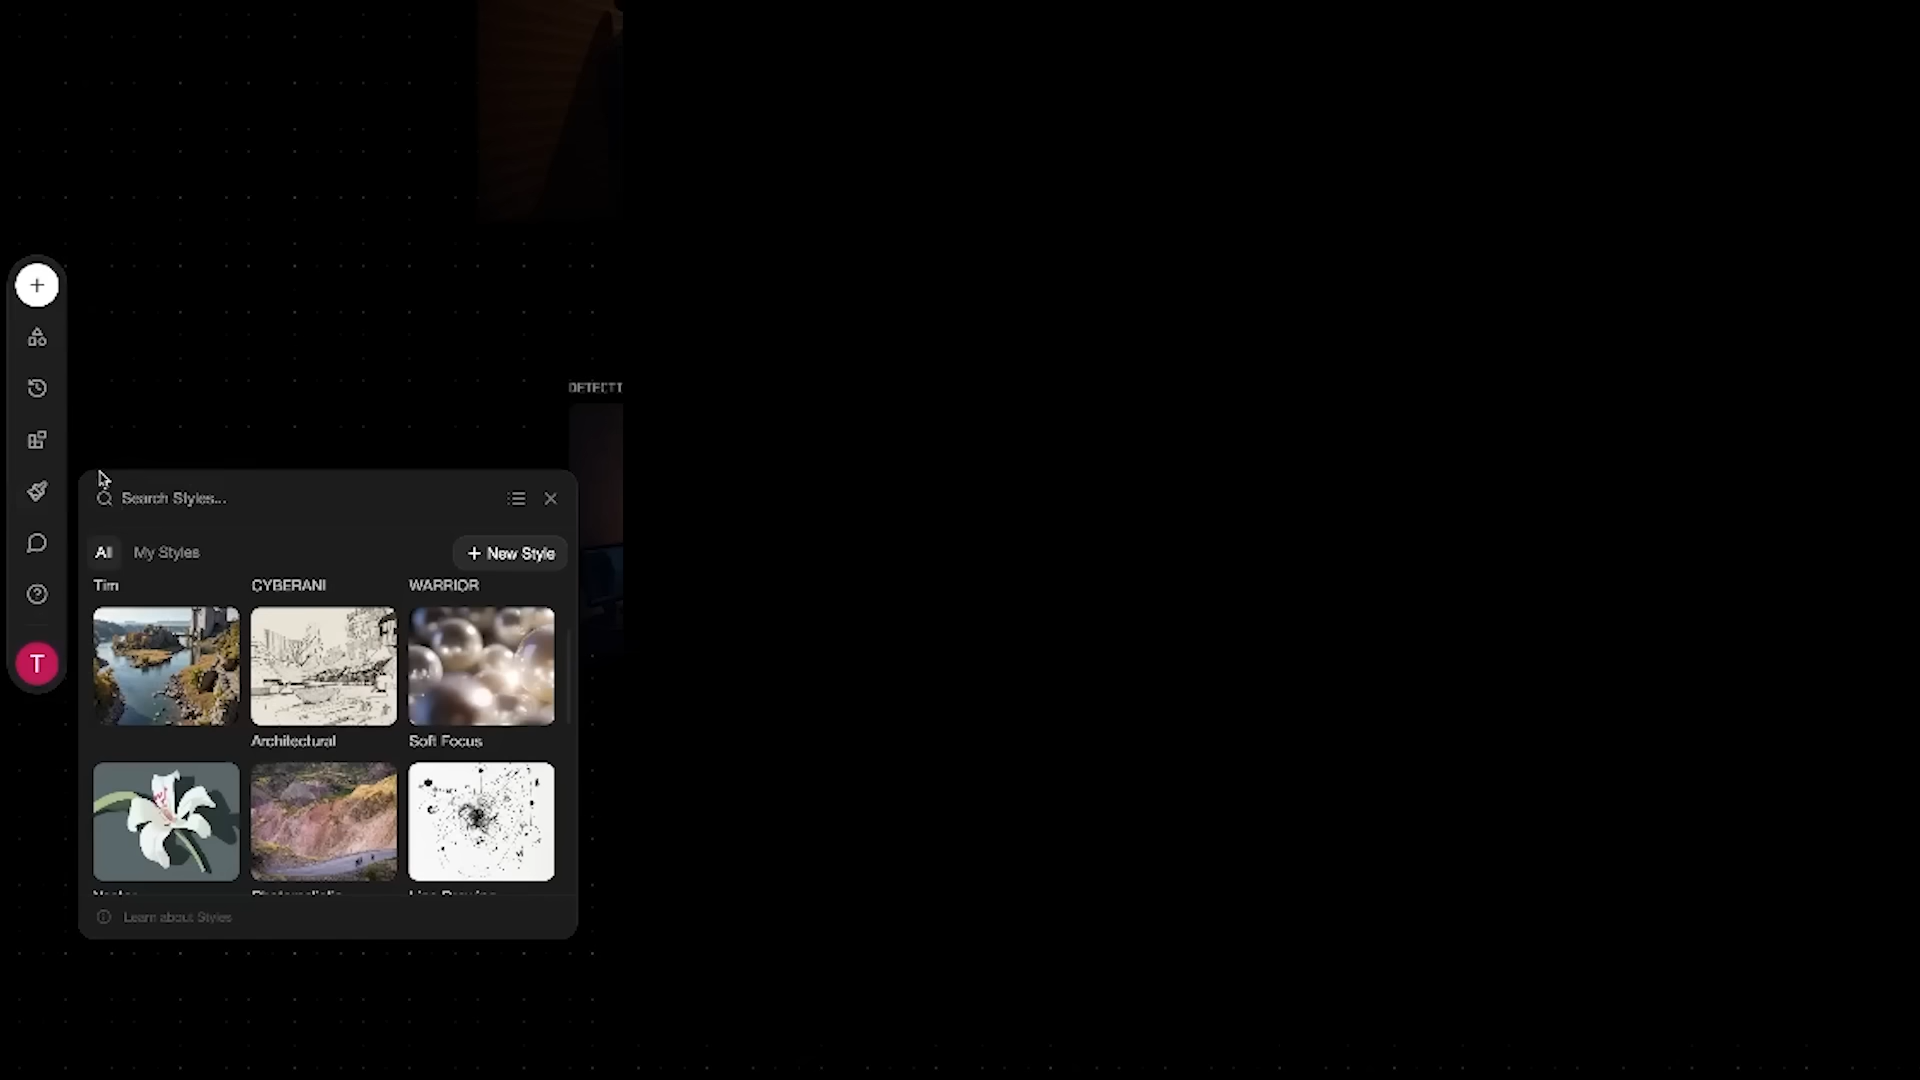 DETECTI
Search Styles...
All My Styles + New Style
Tim CYBERANI WARRIOR
Architectural Soft Focus
Learn about Styles
T